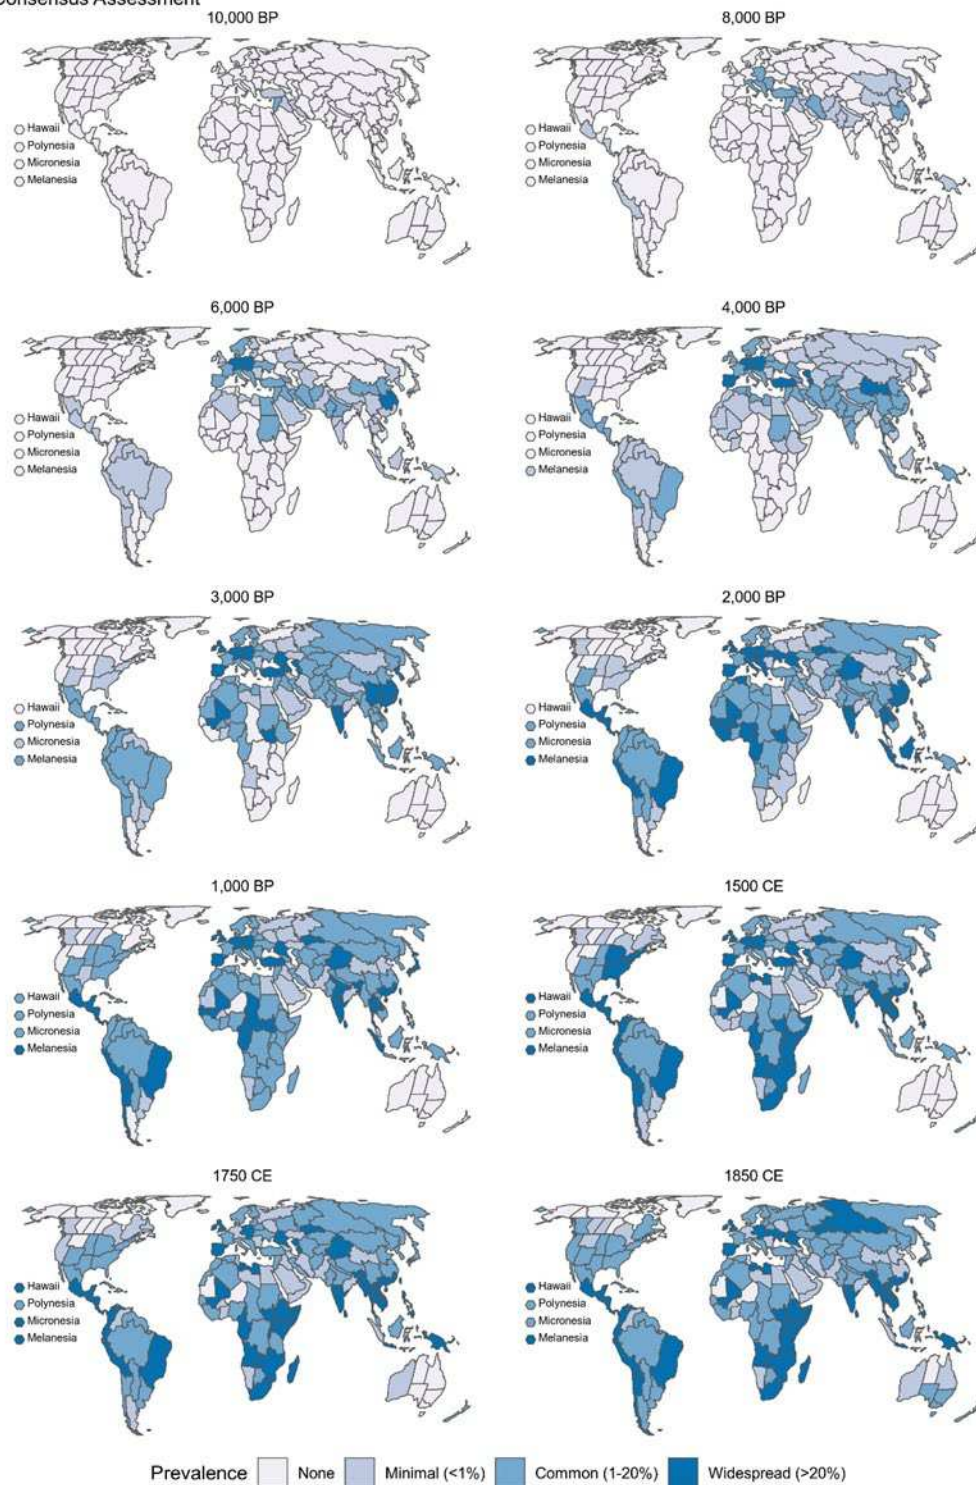 Consensus Assessment
10,000 BP
8,000 BP
Hawaii
Polynesia
Micronesia
Melanesia
Hawaii
Polynesia
Micronesia
Melanesia
6,000 BP
4,000 BP
Hawaii
Polynesia
Micronesia
Melanesia
Hawaii
Polynesia
Micronesia
Melanesia
3,000 BP
2,000 BP
Hawaii
Polynesia
Micronesia
Melanesia
Hawaii
Polynesia
Micronesia
Melanesia
1,000 BP
1500 CE
Hawaii
Polynesia
Micronesia
Melanesia
Hawaii
Polynesia
Micronesia
Melanesia
1750 CE
1850 CE
Hawaii
Polynesia
Micronesia
Melanesia
Hawaii
Polynesia
Micronesia
Melanesia
Prevalence None Minimal (<1%) Common (1-20%) Widespread (>20%)